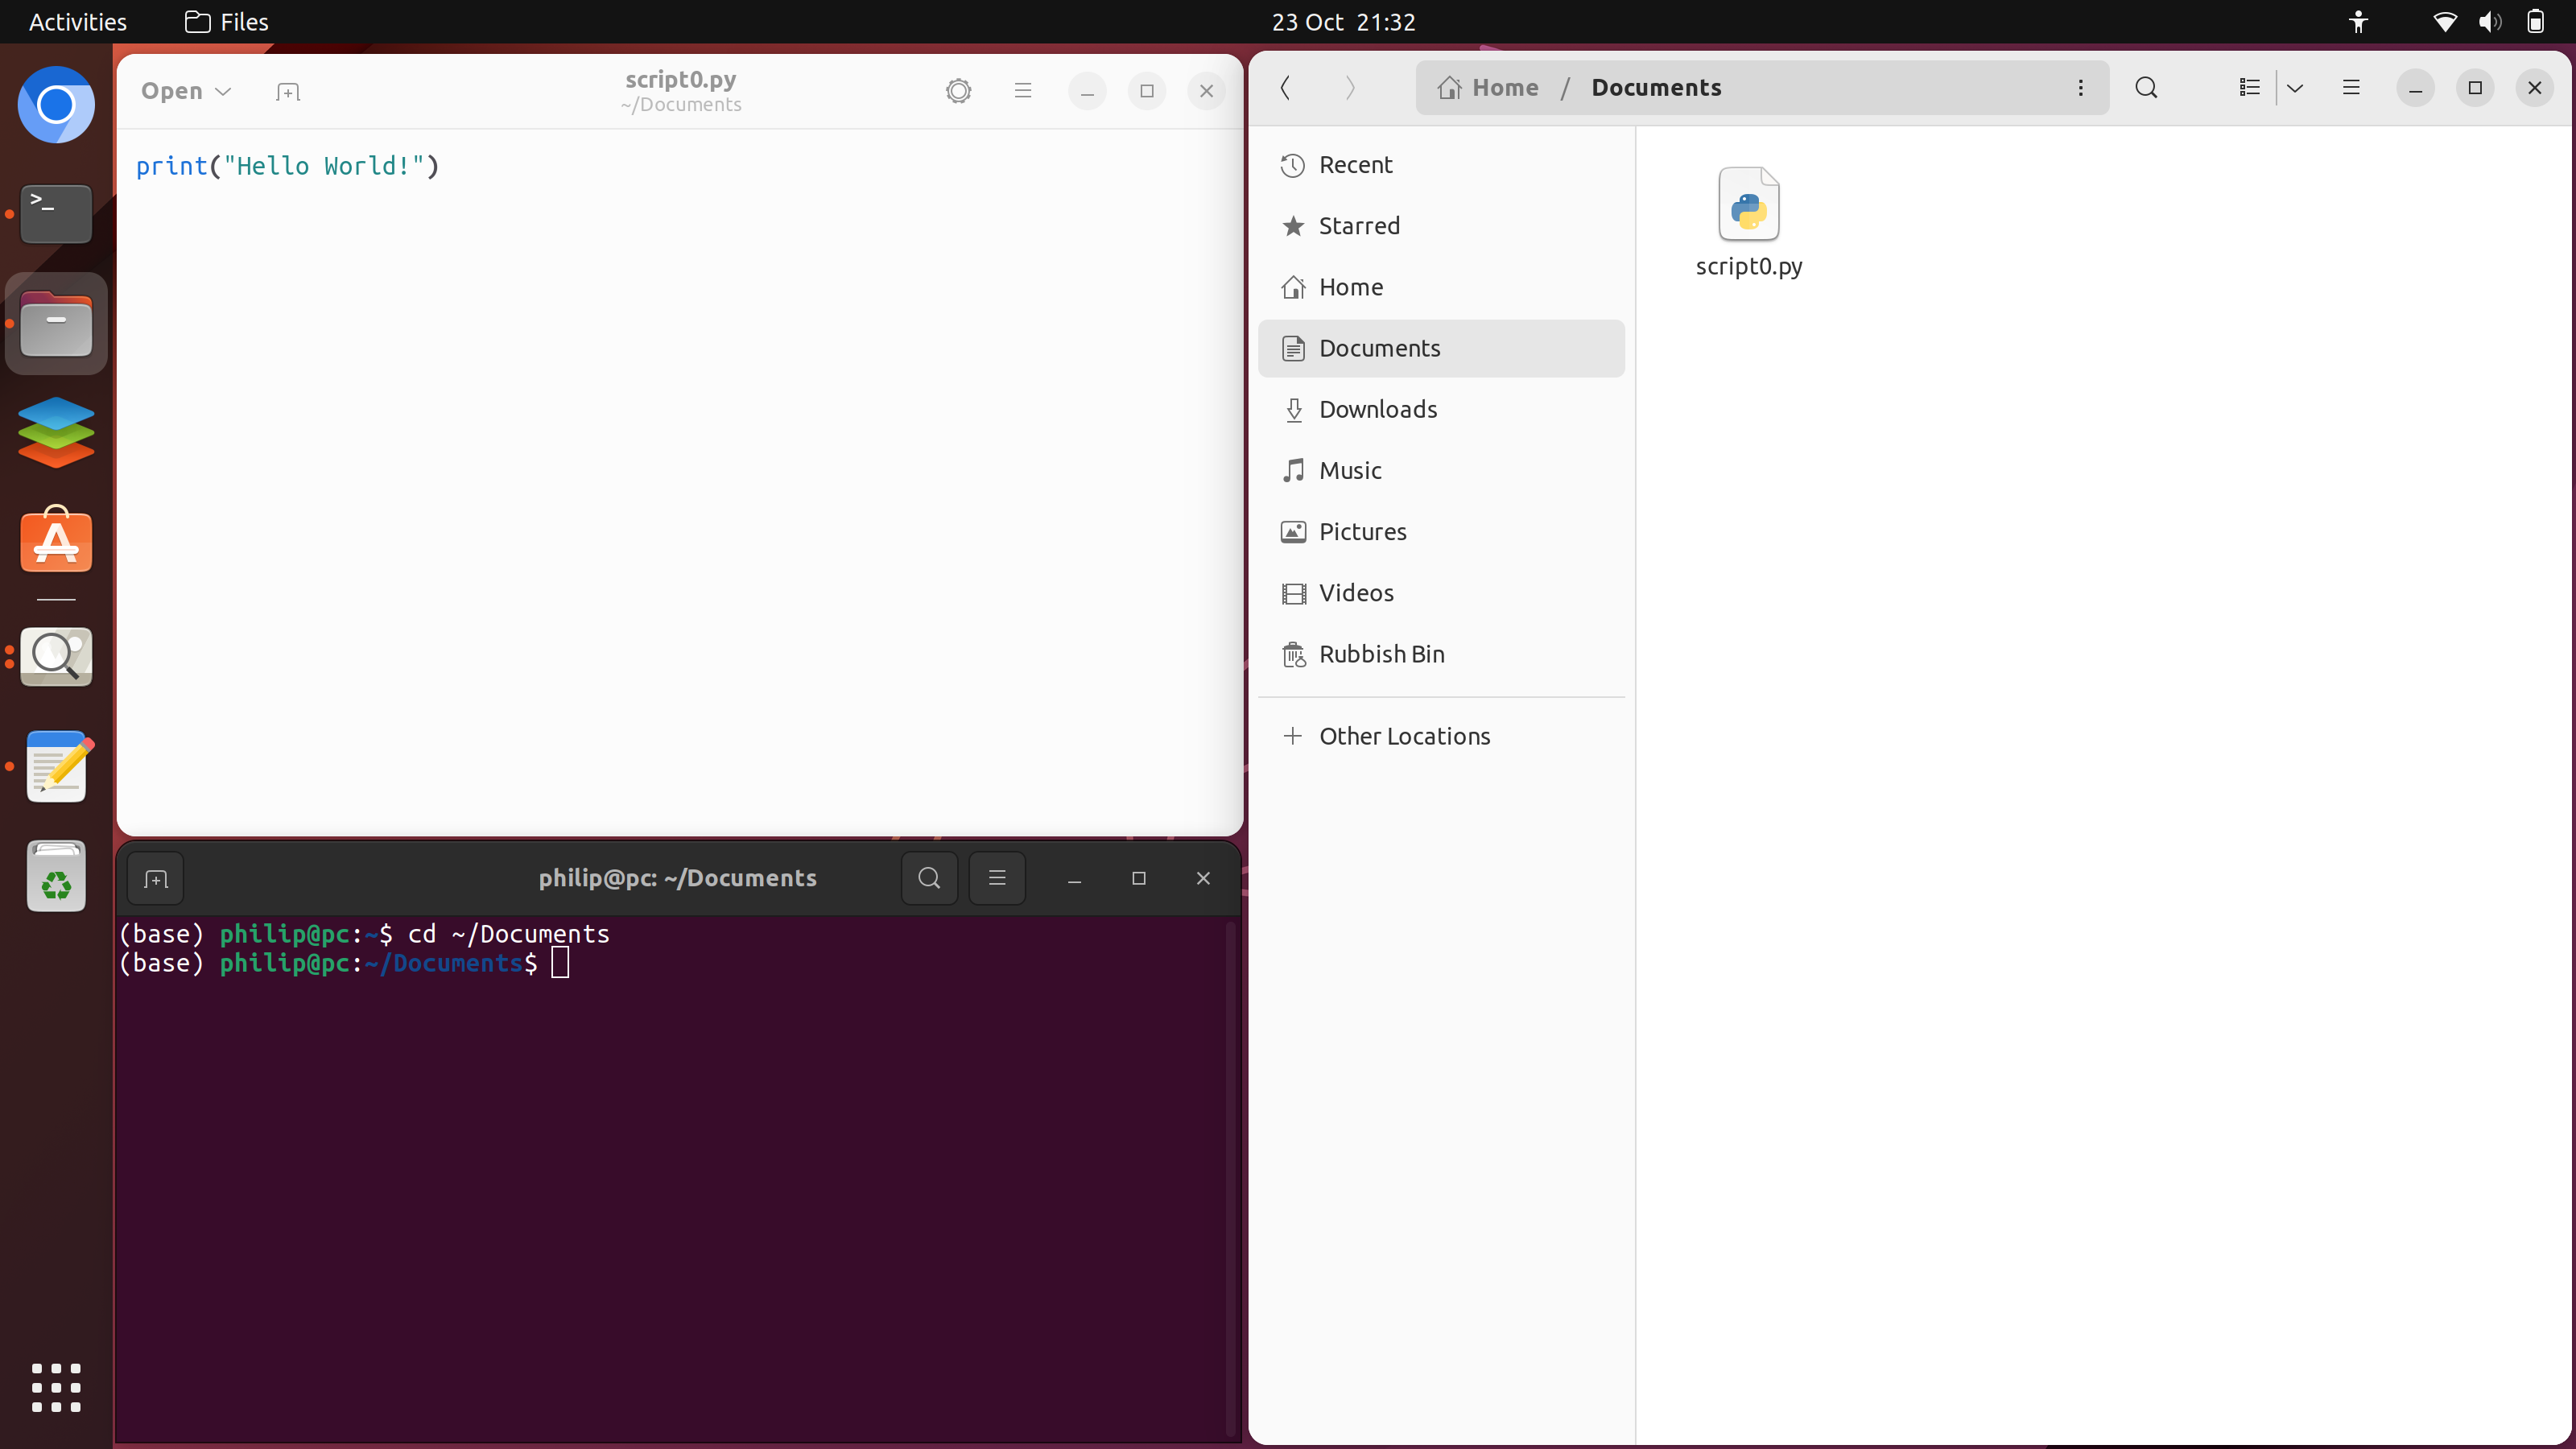 Activities Files 23 Oct 21:32
Open script0.py
~/Documents
print("Hello World!")
philip@pc: ~/Documents
(base) philip@pc:~$ cd ~/Documents
(base) philip@pc:~/Documents$
Home / Documents
Recent
Starred
Home
Documents
Downloads
Music
Pictures
Videos
Rubbish Bin
Other Locations
script0.py